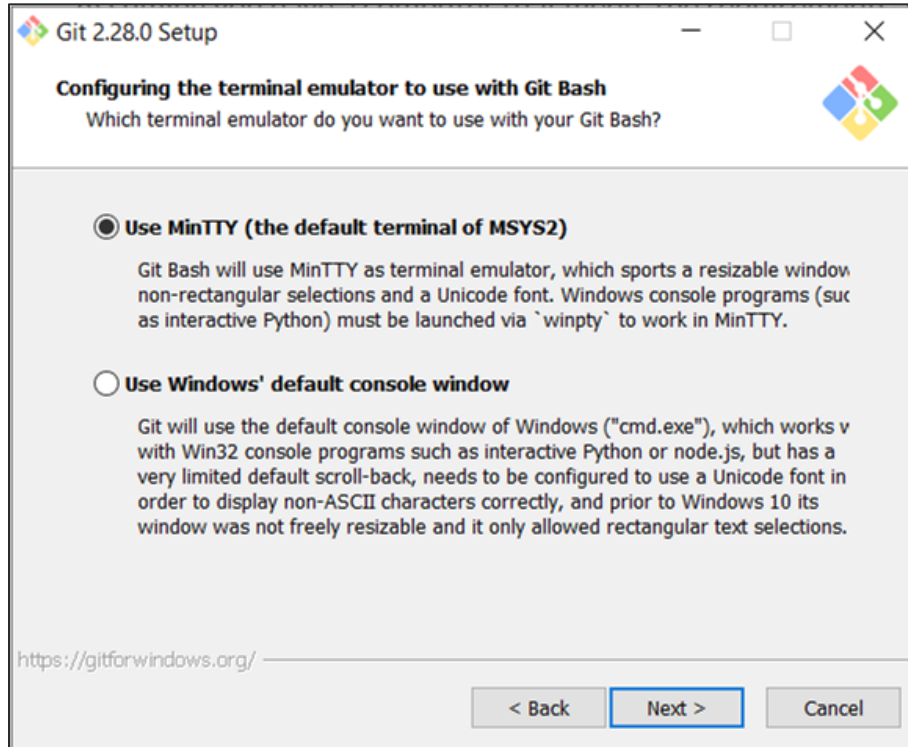 Git 2.28.0 Setup
Configuring the terminal emulator to use with Git Bash
Which terminal emulator do you want to use with your Git Bash?
Use MinTTY (the default terminal of MSYS2)
Git Bash will use MinTTY as terminal emulator, which sports a resizable window
non-rectangular selections and a Unicode font. Windows console programs (suc
as interactive Python) must be launched via `winpty` to work in MinTTY.
Use Windows' default console window
Git will use the default console window of Windows ("cmd.exe"), which works w
with Win32 console programs such as interactive Python or node.js, but has a
very limited default scroll-back, needs to be configured to use a Unicode font in
order to display non-ASCII characters correctly, and prior to Windows 10 its
window was not freely resizable and it only allowed rectangular text selections.
https://gitforwindows.org/
< Back
Next >
Cancel